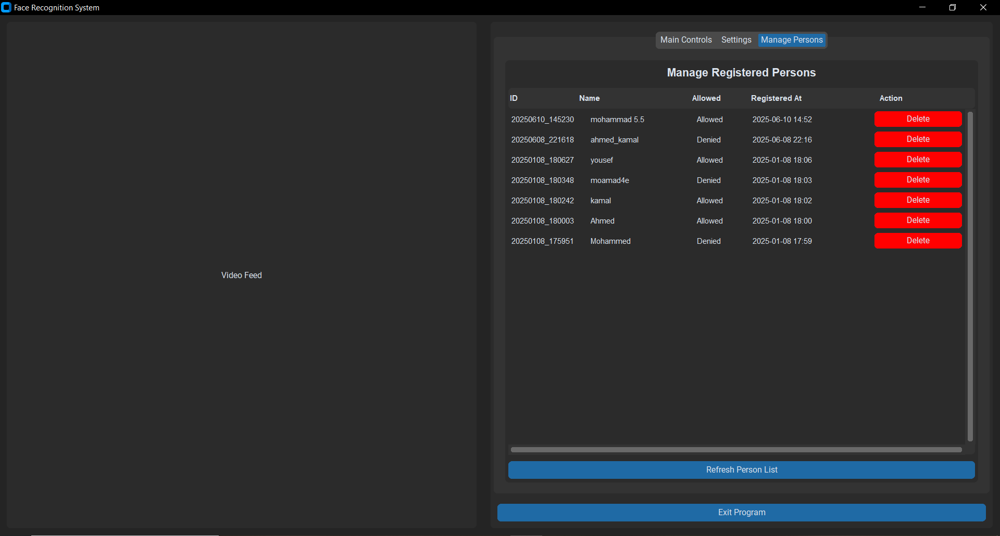 Face Recognition System
Video Feed
Main Controls Settings Manage Persons
Manage Registered Persons
ID Name Allowed Registered At Action
20250610_145230 mohammad 5.5 Allowed 2025-06-10 14:52 Delete
20250608_221618 ahmed_kamal Denied 2025-06-08 22:16 Delete
20250108_180627 yousef Allowed 2025-01-08 18:06 Delete
20250108_180348 moamad4e Denied 2025-01-08 18:03 Delete
20250108_180242 kamal Allowed 2025-01-08 18:02 Delete
20250108_180003 Ahmed Allowed 2025-01-08 18:00 Delete
20250108_175951 Mohammed Denied 2025-01-08 17:59 Delete
Refresh Person List
Exit Program